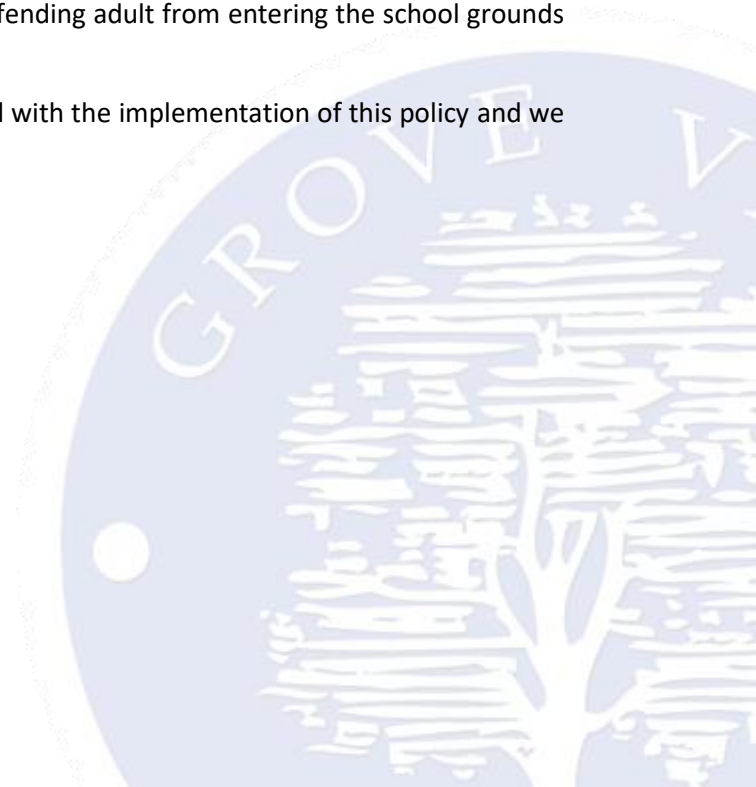 fending adult from entering the school grounds
with the implementation of this policy and we
GROVE V